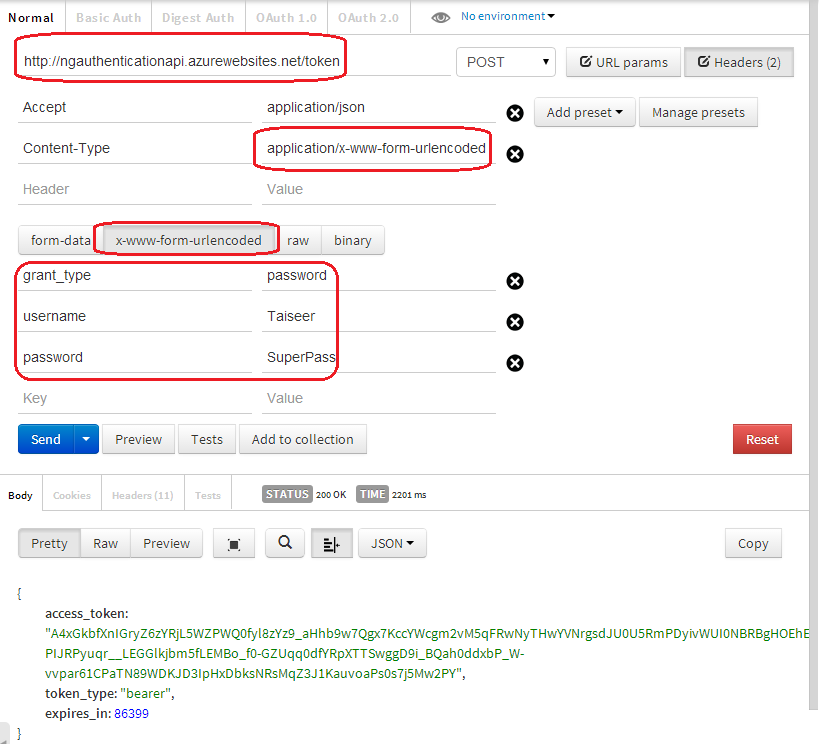 Normal Basic Auth Digest Auth OAuth 1.0 OAuth 2.0 No environment
http://ngauthenticationapi.azurewebsites.net/token POST URL params Headers (2)
Accept application/json Add preset Manage presets
Content-Type application/x-www-form-urlencoded
Header Value
form-data x-www-form-urlencoded raw binary
grant_type password
username Taiseer
password SuperPass
Key Value
Send Preview Tests Add to collection Reset
Body Cookies Headers (11) Tests STATUS 200 OK TIME 2201 ms
Pretty Raw Preview JSON Copy
{
access_token:
"A4xGkbfXnIGryZ6zYRjL5WZPWQ0fyl8zYz9_aHhb9w7Qgx7KccYWcgm2vM5qFRwNyTHwYVNrgsdJU0U5RmPDyivWUI0NBRBgHOEhE
PIJRPyuqr__LEGGlkjbm5fLEMBo_f0-GZUqq0dfYRpXTTSwggD9i_BQah0ddxbP_W-
vvpar61CPaTN89WDKJD3IpHxDbksNRsMqZ3J1KauvoaPs0s7j5Mw2PY",
token_type: "bearer",
expires_in: 86399
}